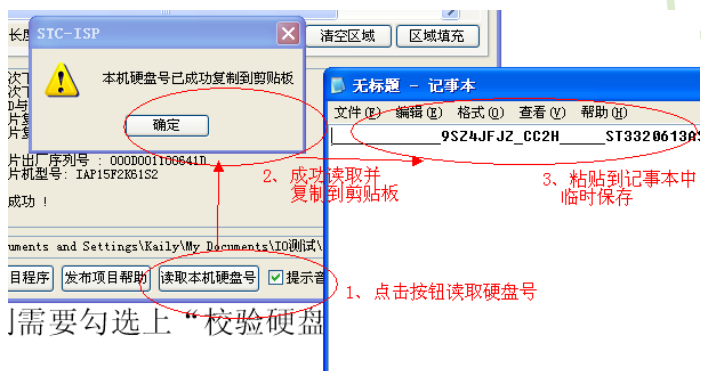 清空区域 区域填充
STC-ISP
本机硬盘号已成功复制到剪贴板
确定
片出厂序列号 : 000D001100641D
片机型号: IAP15F2K61S2
成功 !
uments and Settings\Kaily\My Documents\IO测试\
目程序 发布项目帮助 读取本机硬盘号 提示音
无标题 - 记事本
文件(F) 编辑(E) 格式(O) 查看(V) 帮助(H)
9SZ4JFJZ_CC2H_____ST3320613AS
2、成功读取并
复制到剪贴板
3、粘贴到记事本中
临时保存
1、点击按钮读取硬盘号
需要勾选上“校验硬盘